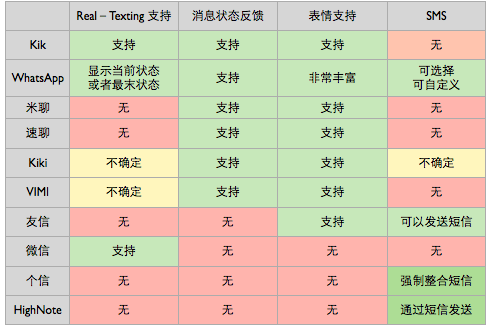 Real – Texting 支持 消息状态反馈 表情支持 SMS
Kik 支持 支持 支持 无
WhatsApp 显示当前状态 或者最末状态 支持 非常丰富 可选择 可自定义
米聊 无 支持 支持 无
速聊 无 支持 支持 无
Kiki 不确定 支持 支持 不确定
VIMI 不确定 支持 支持 无
友信 无 无 支持 可以发送短信
微信 支持 无 无 无
个信 无 无 无 强制整合短信
HighNote 无 无 无 通过短信发送